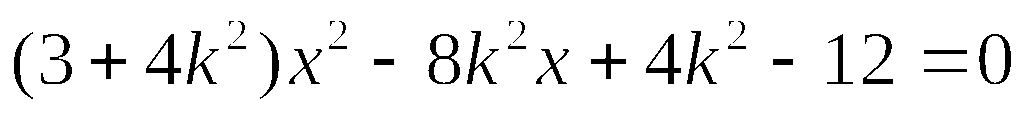 (3 + 4k²)x² - 8k²x + 4k² - 12 = 0